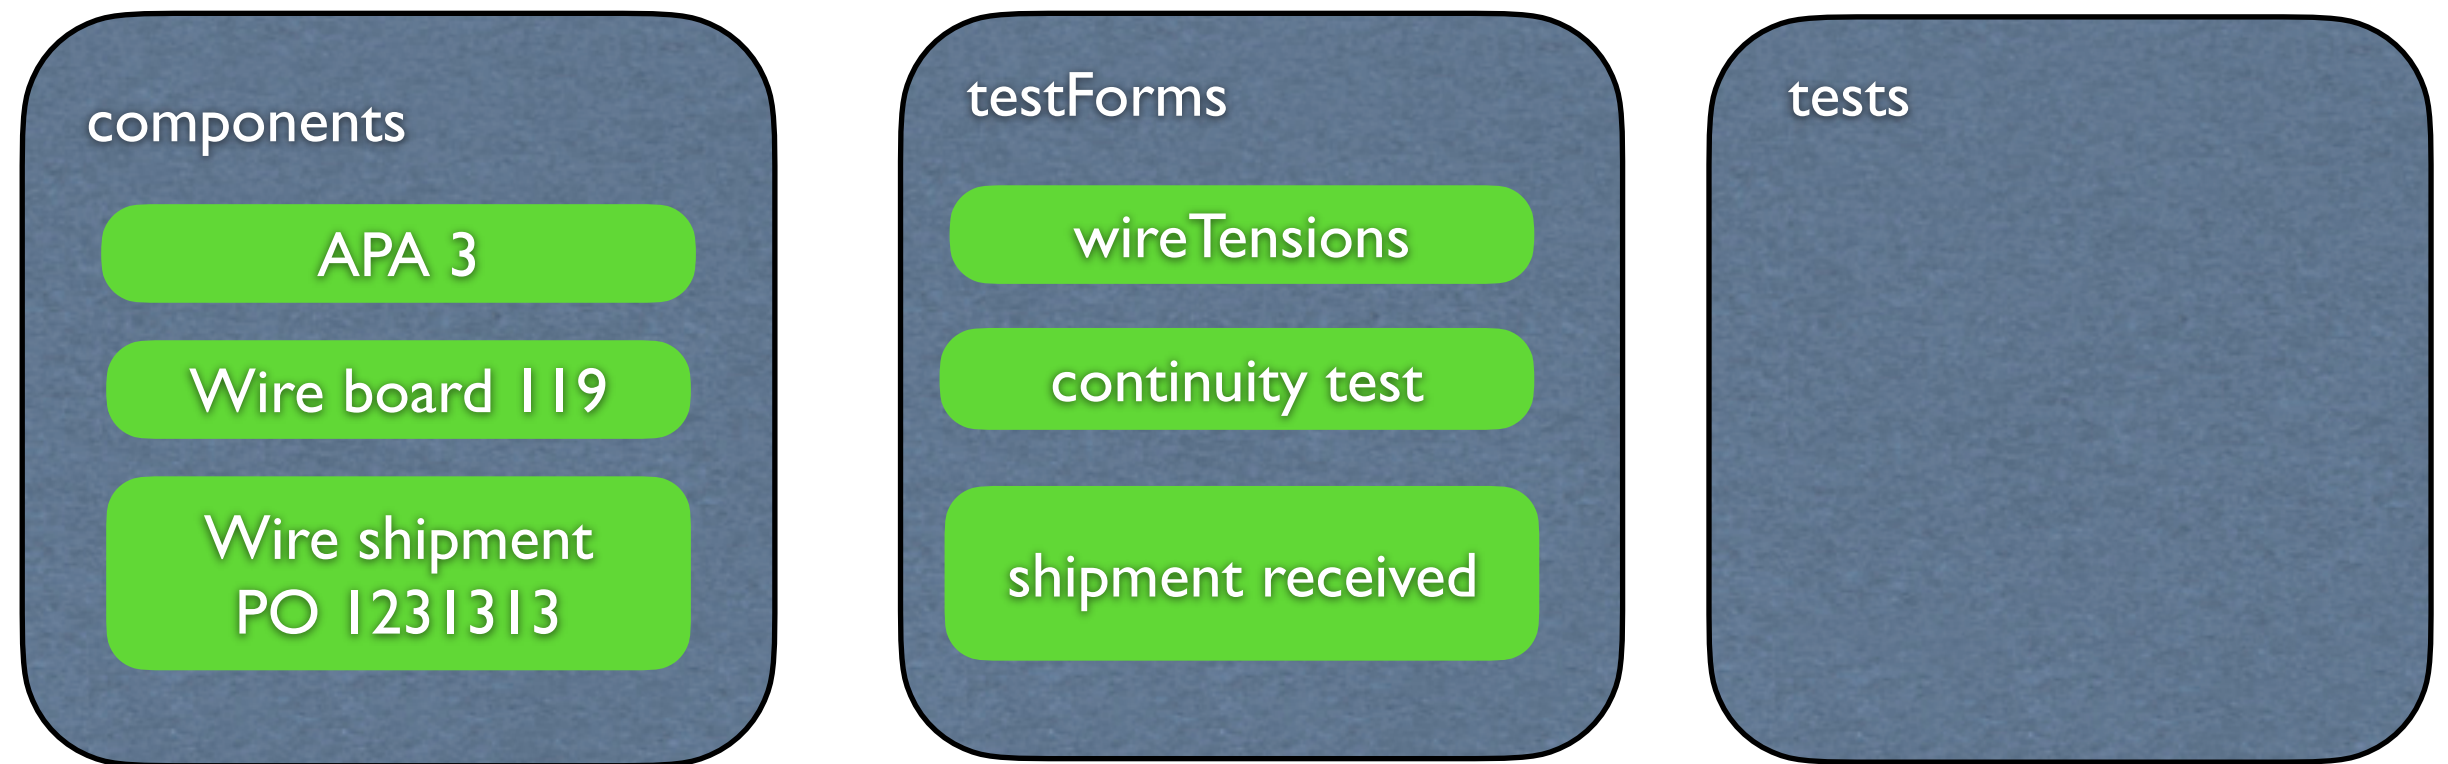 components
APA 3
Wire board 119
Wire shipment
PO 1231313
testForms
wireTensions
continuity test
shipment received
tests